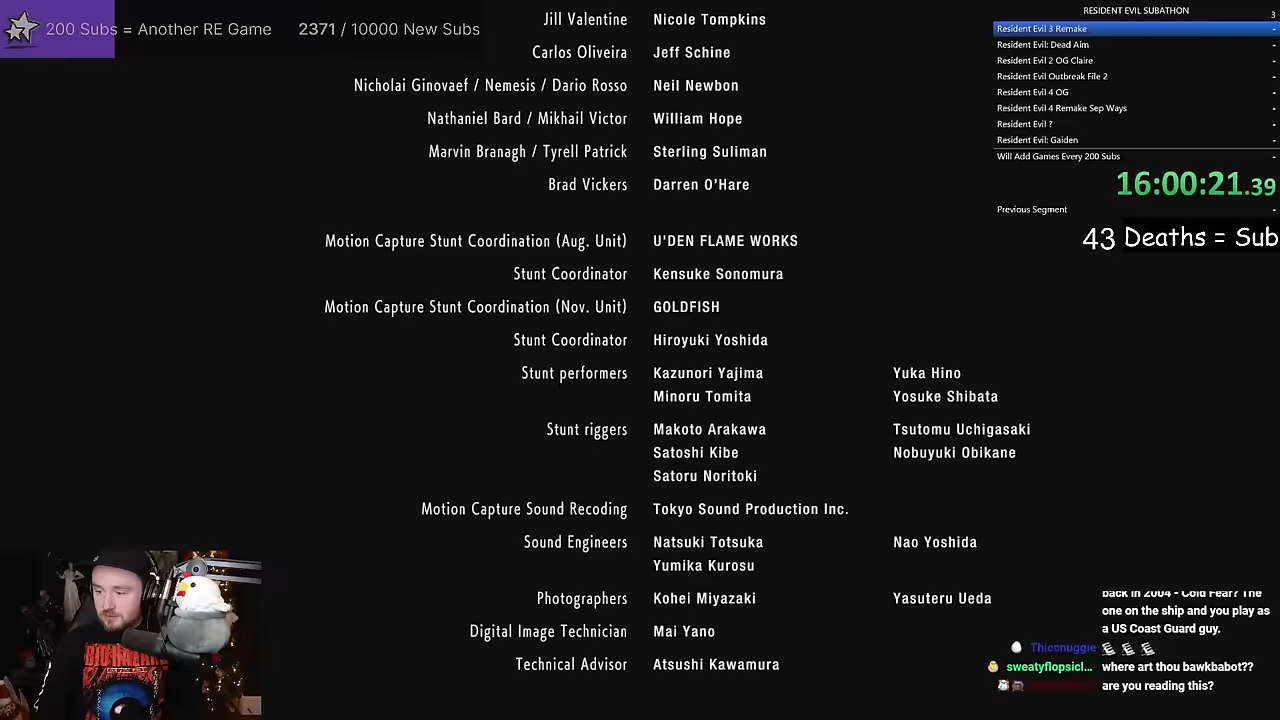 200 Subs = Another RE Game 2371 / 10000 New Subs
Jill Valentine Nicole Tompkins
Carlos Oliveira Jeff Schine
Nicholai Ginovaef / Nemesis / Dario Rosso Neil Newbon
Nathaniel Bard / Mikhail Victor William Hope
Marvin Branagh / Tyrell Patrick Sterling Suliman
Brad Vickers Darren O'Hare
Motion Capture Stunt Coordination (Aug. Unit) U'DEN FLAME WORKS
Stunt Coordinator Kensuke Sonomura
Motion Capture Stunt Coordination (Nov. Unit) GOLDFISH
Stunt Coordinator Hiroyuki Yoshida
Stunt performers Kazunori Yajima Yuka Hino
Minoru Tomita Yosuke Shibata
Stunt riggers Makoto Arakawa Tsutomu Uchigasaki
Satoshi Kibe Nobuyuki Obikane
Satoru Noritoki
Motion Capture Sound Recoding Tokyo Sound Production Inc.
Sound Engineers Natsuki Totsuka Nao Yoshida
Yumika Kurosu
Photographers Kohei Miyazaki Yasuteru Ueda
Digital Image Technician Mai Yano
Technical Advisor Atsushi Kawamura
RESIDENT EVIL SUBATHON
3
Resident Evil 3 Remake -
Resident Evil: Dead Aim -
Resident Evil 2 OG Claire -
Resident Evil Outbreak File 2 -
Resident Evil 4 OG -
Resident Evil 4 Remake Sep Ways -
Resident Evil ? -
Resident Evil: Gaiden -
Will Add Games Every 200 Subs -
16:00:21.39
Previous Segment -
43 Deaths = Sub
back in 2004 - Cold Fear? The
one on the ship and you play as
a US Coast Guard guy.
Thiccnuggie
sweatyflopsicl... where art thou bawkbabot??
are you reading this?